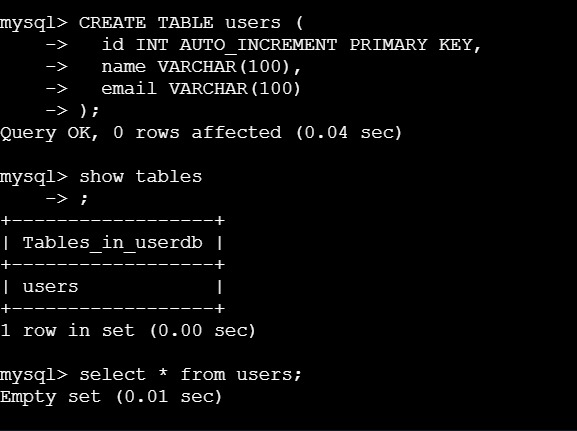 mysql> CREATE TABLE users (
    ->   id INT AUTO_INCREMENT PRIMARY KEY,
    ->   name VARCHAR(100),
    ->   email VARCHAR(100)
    -> );
Query OK, 0 rows affected (0.04 sec)
mysql> show tables
    -> ;
+------------------+
| Tables_in_userdb |
+------------------+
| users            |
+------------------+
1 row in set (0.00 sec)
mysql> select * from users;
Empty set (0.01 sec)